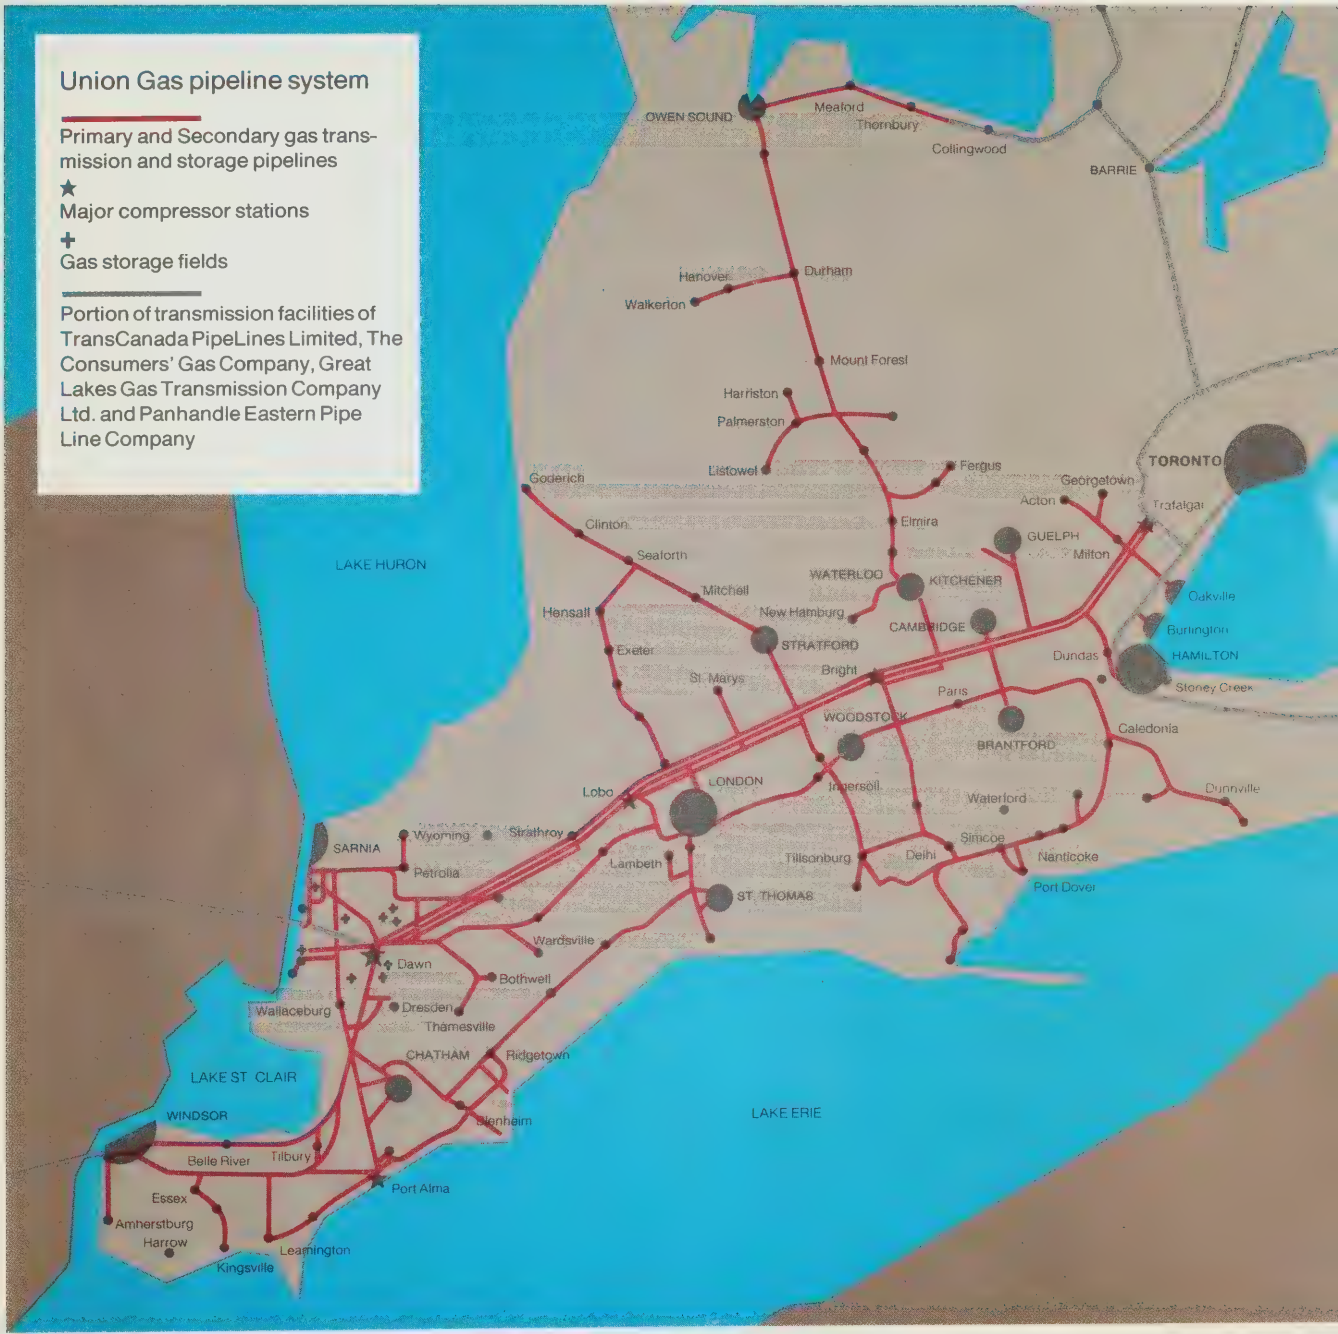 Union Gas pipeline system
Primary and Secondary gas trans-
mission and storage pipelines
Major compressor stations
Gas storage fields
Portion of transmission facilities of
TransCanada PipeLines Limited, The
Consumers' Gas Company, Great
Lakes Gas Transmission Company
Ltd. and Panhandle Eastern Pipe
Line Company
OWEN SOUND
Meaford
Thornbury
Collingwood
BARRIE
Hanover
Durham
Walkerton
Mount Forest
Harriston
Palmerston
Listowel
Fergus
TORONTO
Goderich
Georgetown
Acton
Trafalgar
Clinton
Elmira
GUELPH
Milton
Seaforth
LAKE HURON
WATERLOO
KITCHENER
Mitchell
Oakville
Hensall
New Hamburg
CAMBRIDGE
Burlington
STRATFORD
Exeter
Dundas
HAMILTON
Bright
St. Marys
Stoney Creek
Paris
WOODSTOCK
Caledonia
BRANTFORD
LONDON
Ingersoll
Lobo
Waterford
Dunnville
Wyoming
Strathroy
Simcoe
SARNIA
Lambeth
Tillsonburg
Delhi
Nanticoke
Petrolia
Port Dover
ST. THOMAS
Wardsville
Dawn
Bothwell
Wallaceburg
Dresden
Thamesville
CHATHAM
Ridgetown
LAKE ST. CLAIR
LAKE ERIE
WINDSOR
Blenheim
Belle River
Tilbury
Port Alma
Essex
Amherstburg
Harrow
Leamington
Kingsville